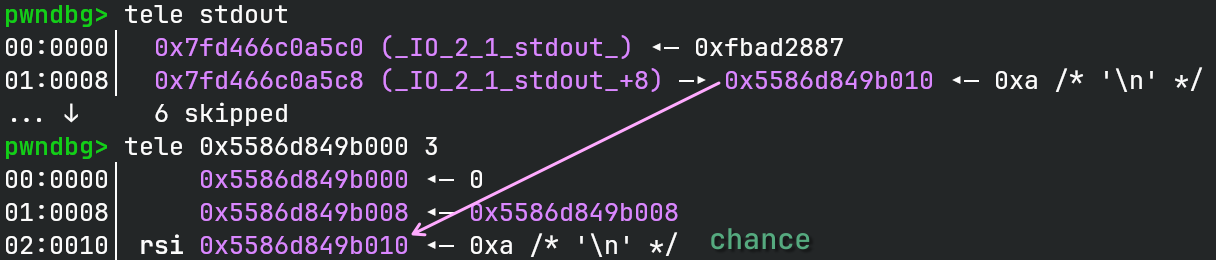 pwndbg> tele stdout
00:0000│  0x7fd466c0a5c0 (_IO_2_1_stdout_) ◂— 0xfbad2887
01:0008│  0x7fd466c0a5c8 (_IO_2_1_stdout_+8) —▸ 0x5586d849b010 ◂— 0xa /* '\n' */
... ↓     6 skipped
pwndbg> tele 0x5586d849b000 3
00:0000│     0x5586d849b000 ◂— 0
01:0008│     0x5586d849b008 ◂— 0x5586d849b008
02:0010│ rsi 0x5586d849b010 ◂— 0xa /* '\n' */  chance